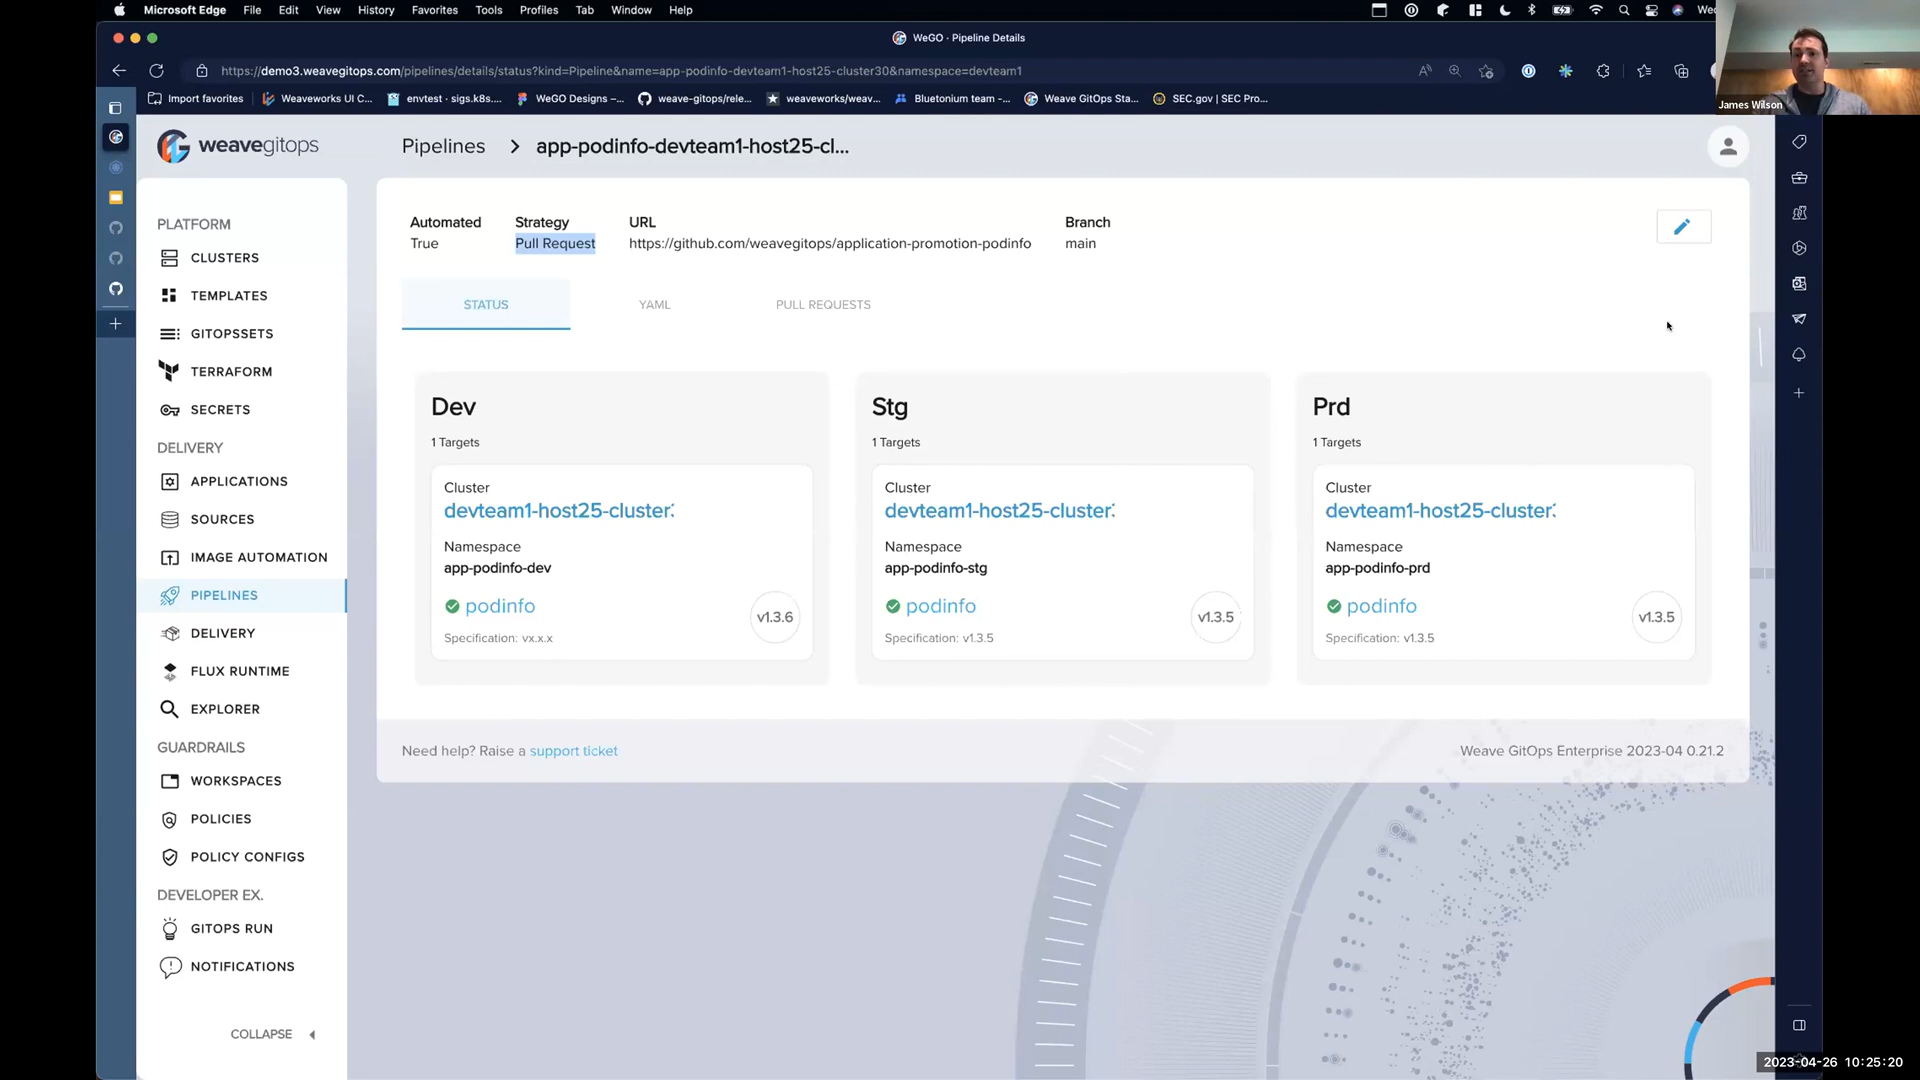 Microsoft Edge File Edit View History Favorites Tools Profiles Tab Window Help
WeGO · Pipeline Details
https://demo3.weavegitops.com/pipelines/details/status?kind=Pipeline&name=app-podinfo-devteam1-host25-cluster30&namespace=devteam1
Import favorites Weaveworks UI C... envtest · sigs.k8s.... WeGO Designs –... weave-gitops/rele... weaveworks/weav... Bluetonium team -... Weave GitOps Sta... SEC.gov | SEC Pro...
James Wilson
weavegitops
Pipelines > app-podinfo-devteam1-host25-cl...
Automated Strategy URL Branch
True Pull Request https://github.com/weavegitops/application-promotion-podinfo main
STATUS YAML PULL REQUESTS
PLATFORM
CLUSTERS
TEMPLATES
GITOPSSETS
TERRAFORM
SECRETS
DELIVERY
APPLICATIONS
SOURCES
IMAGE AUTOMATION
PIPELINES
DELIVERY
FLUX RUNTIME
EXPLORER
GUARDRAILS
WORKSPACES
POLICIES
POLICY CONFIGS
DEVELOPER EX.
GITOPS RUN
NOTIFICATIONS
COLLAPSE
Dev
1 Targets
Cluster
devteam1-host25-cluster
Namespace
app-podinfo-dev
podinfo
v1.3.6
Specification: vx.x.x
Stg
1 Targets
Cluster
devteam1-host25-cluster
Namespace
app-podinfo-stg
podinfo
v1.3.5
Specification: v1.3.5
Prd
1 Targets
Cluster
devteam1-host25-cluster
Namespace
app-podinfo-prd
podinfo
v1.3.5
Specification: v1.3.5
Need help? Raise a support ticket
Weave GitOps Enterprise 2023-04 0.21.2
2023-04-26 10:25:20